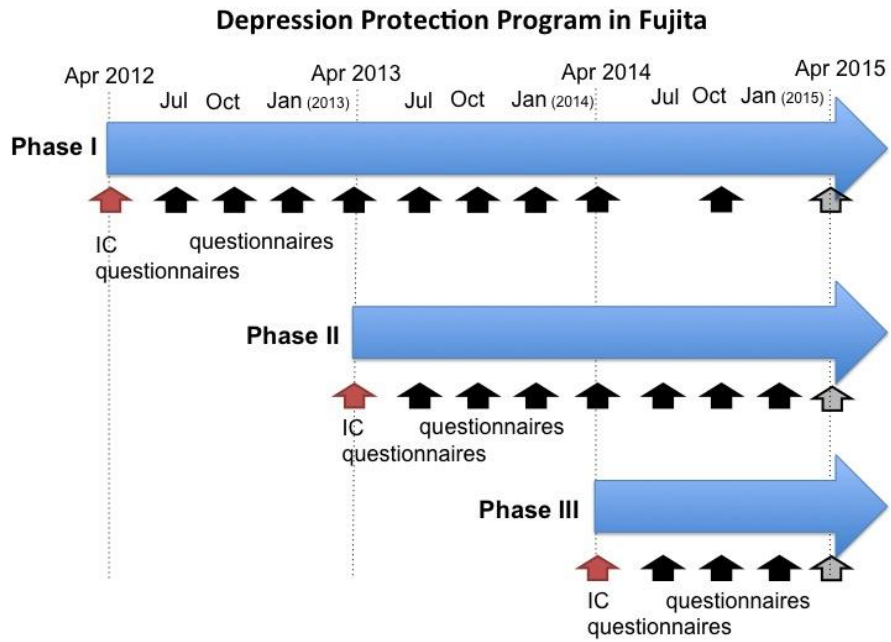 Depression Protection Program in Fujita
Apr 2012 Apr 2013 Apr 2014 Apr 2015
Jul Oct Jan (2013) Jul Oct Jan (2014) Jul Oct Jan (2015)
Phase I
IC questionnaires
questionnaires
Phase II
IC questionnaires
questionnaires
Phase III
IC questionnaires
questionnaires